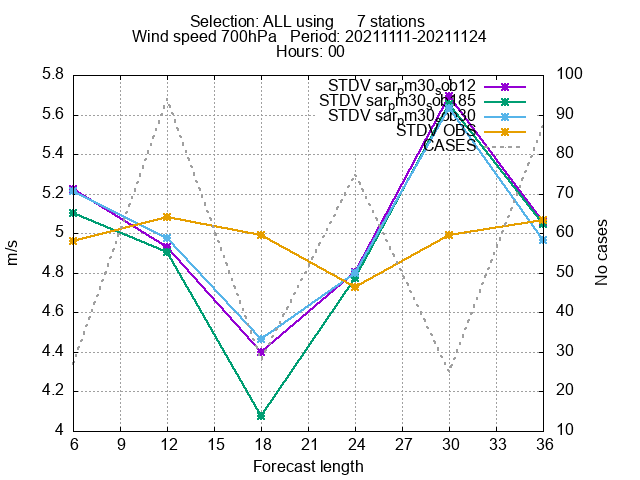 Selection: ALL using 7 stations
Wind speed 700hPa Period: 20211111-20211124
Hours: 00
5.8
5.6
5.4
5.2
5
4.8
4.6
4.4
4.2
4
m/s
STDV sarpm30sob12
STDV sarpm30sob185
STDV sarpm30sob30
STDV OBS
CASES
100
90
80
70
60
50
40
30
20
10
No cases
6 9 12 15 18 21 24 27 30 33 36
Forecast length